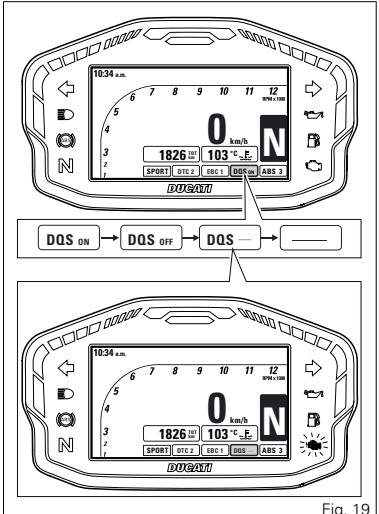 10:34 a.m.
1 2 3 4 5 6 7 8 9 10 11 12
RPM x 1000
0 km/h
N
1826 TOT km 103 °C
SPORT DTC 2 EBC 1 DQS ON ABS 3
ABS
N
DUCATI
DQS ON DQS OFF DQS —
10:34 a.m.
1 2 3 4 5 6 7 8 9 10 11 12
RPM x 1000
0 km/h
N
1826 TOT km 103 °C
SPORT DTC 2 EBC 1 DQS — ABS 3
ABS
N
DUCATI
Fig. 19